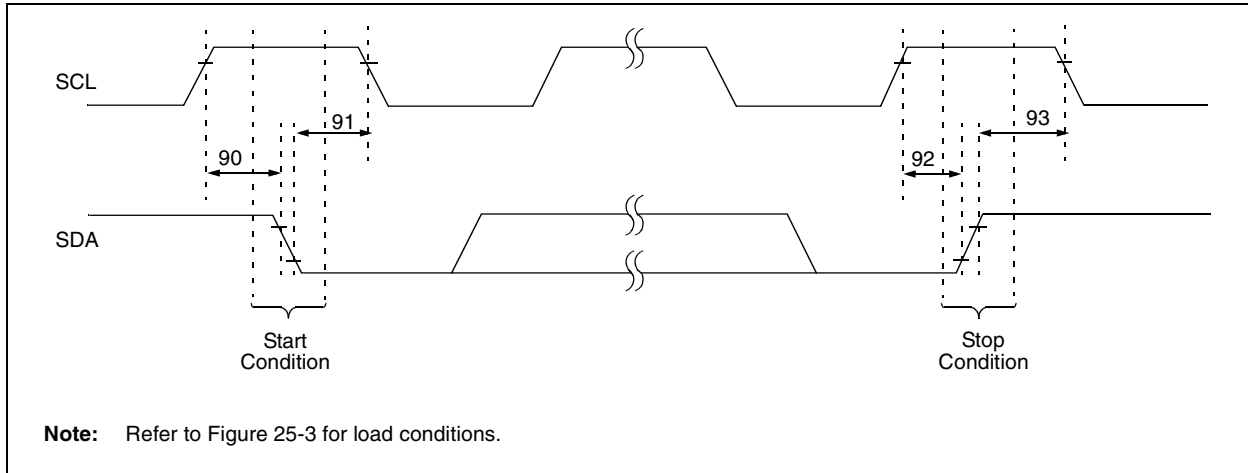 SCL
91
93
90
92
SDA
Start
Condition
Stop
Condition
Note: Refer to Figure 25-3 for load conditions.